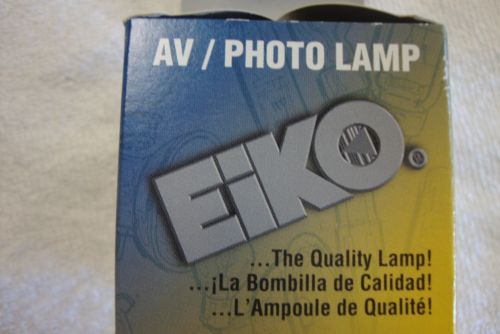 AV / PHOTO LAMP
EiKO®
...The Quality Lamp!
...¡La Bombilla de Calidad!
...L'Ampoule de Qualité!